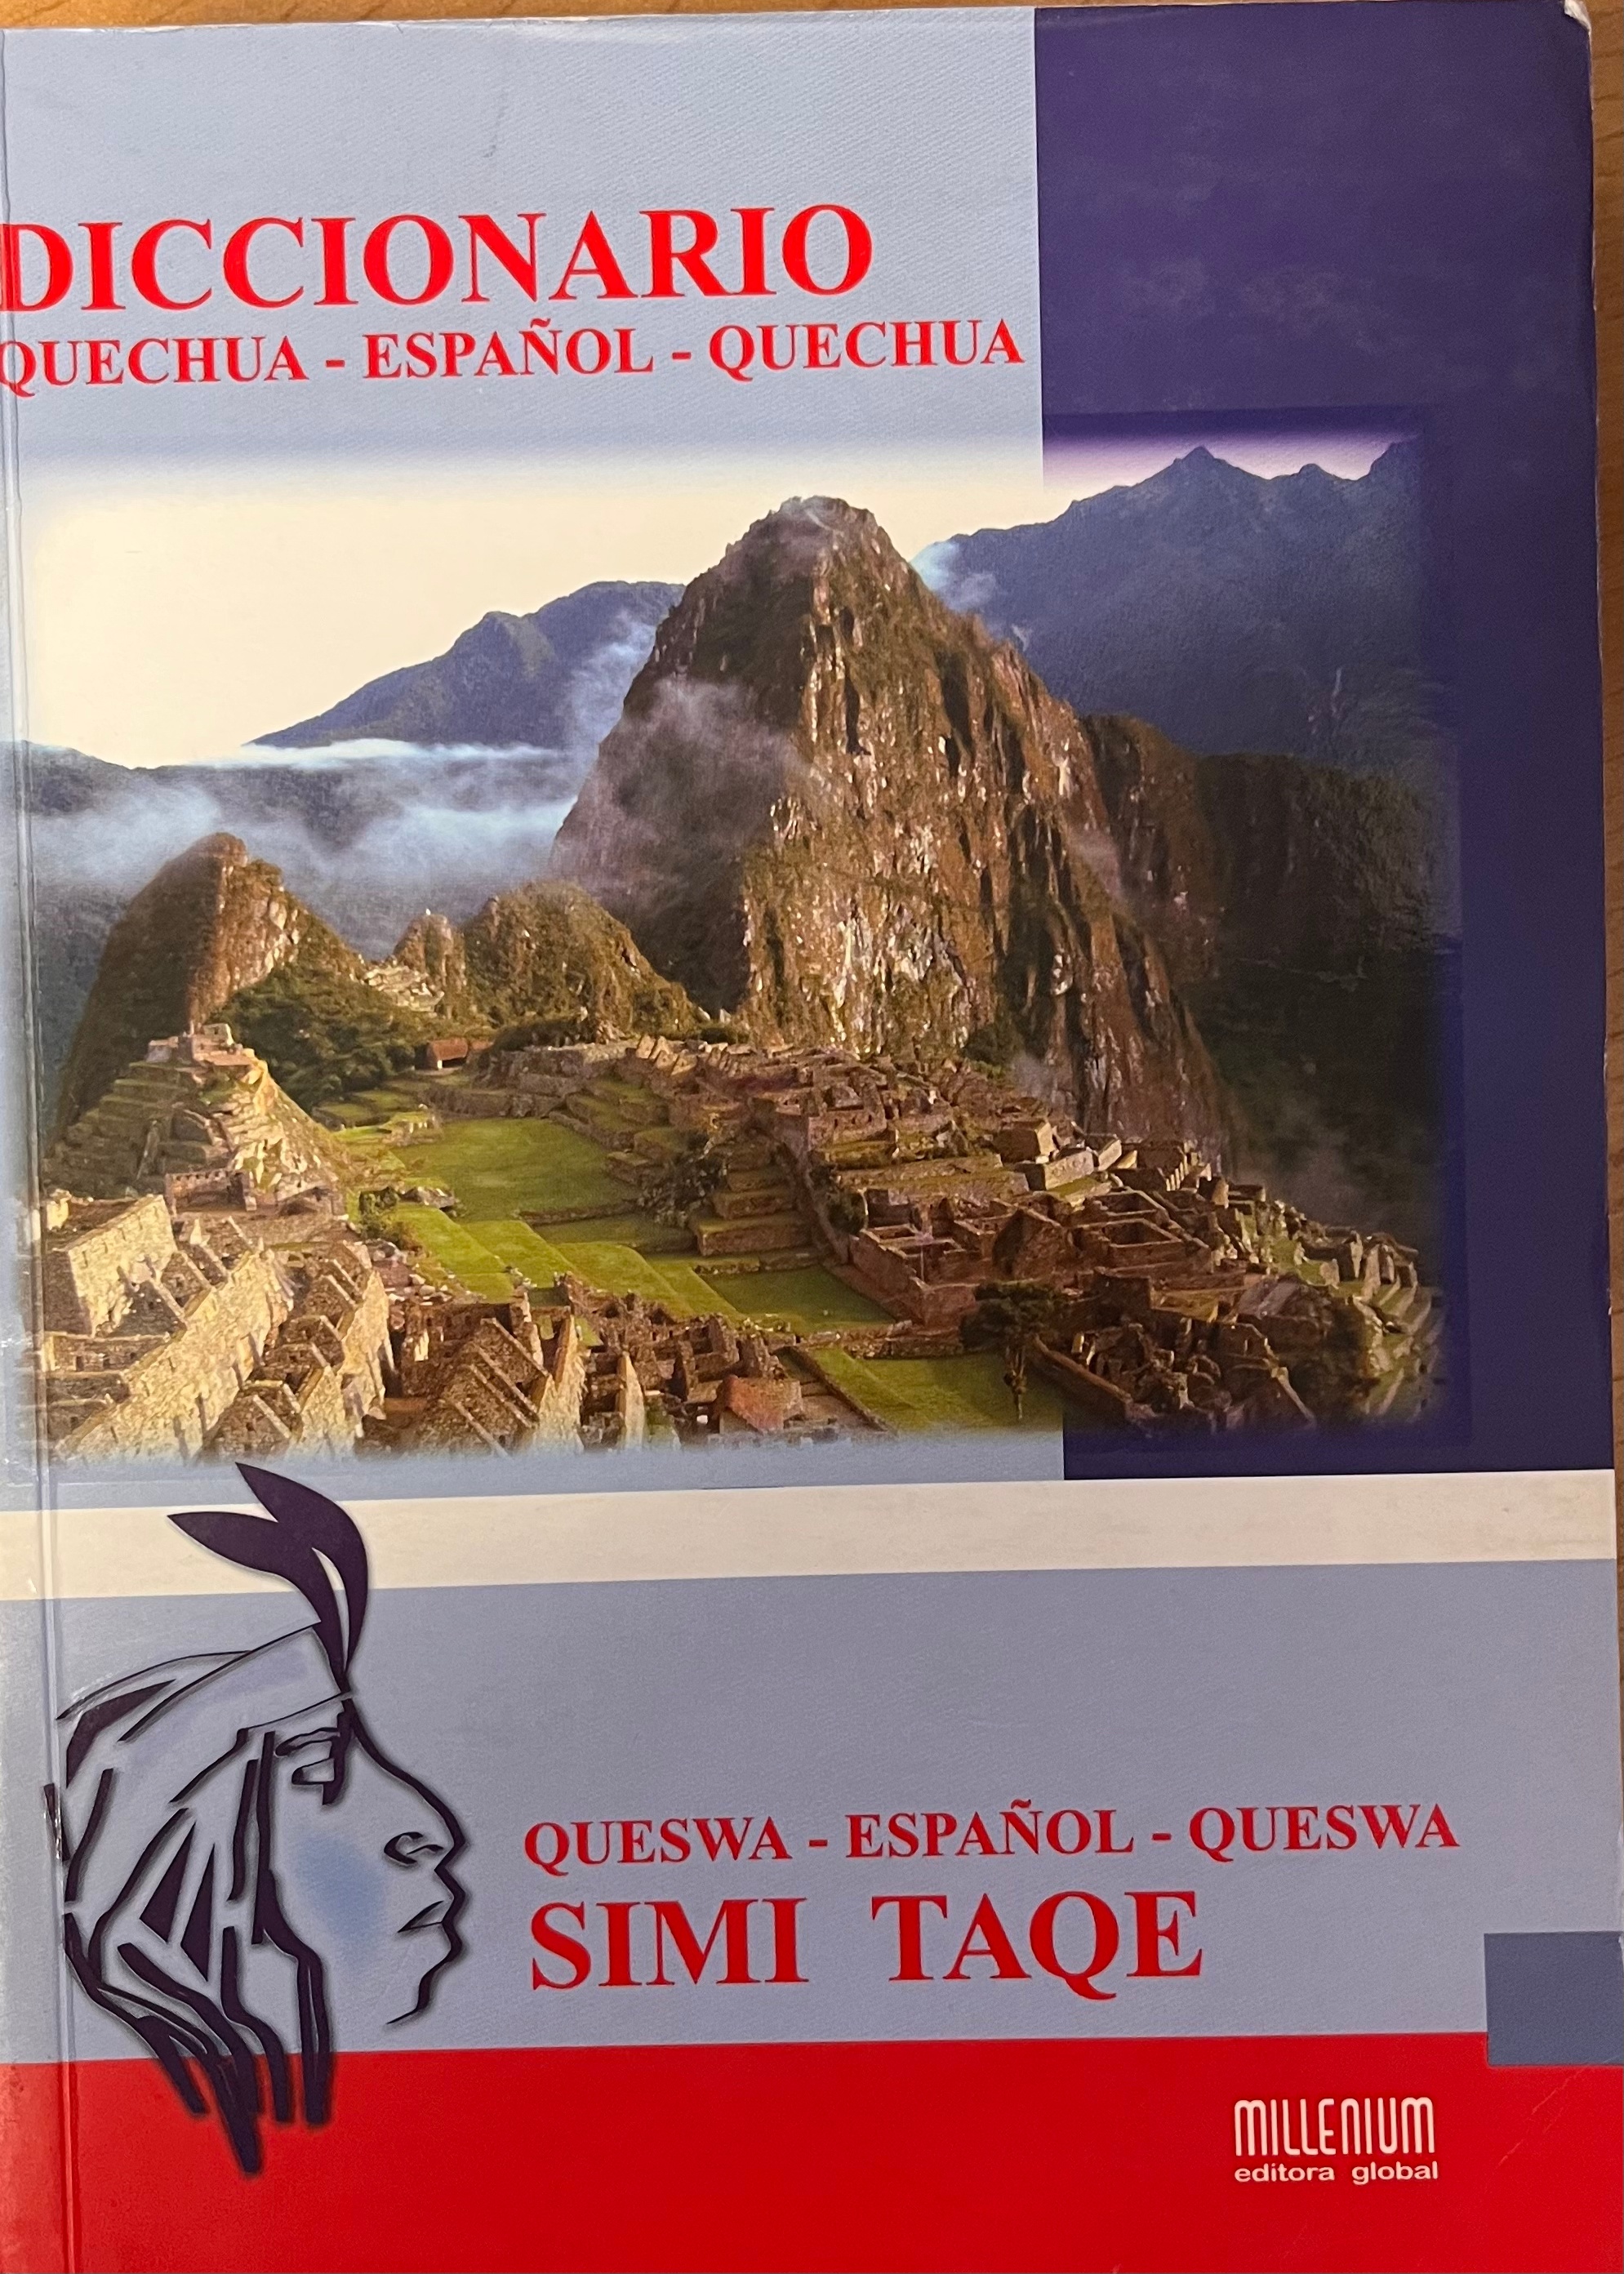 DICCIONARIO
QUECHUA - ESPAÑOL - QUECHUA
QUESWA - ESPAÑOL - QUESWA
SIMI TAQE
MILLENIUM
editora global